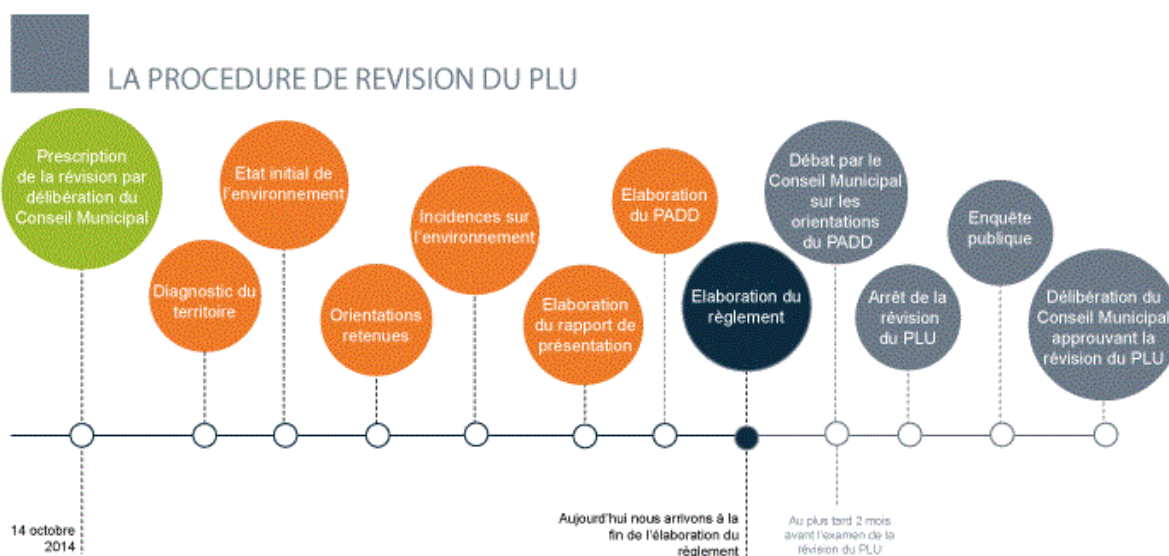 LA PROCEDURE DE REVISION DU PLU
Prescription
de la révision par
délibération du
Conseil Municipal
Diagnostic du
territoire
Etat initial de
l'environnement
Orientations
retenues
Incidences sur
l'environnement
Elaboration
du rapport de
présentation
Elaboration
du PADD
Elaboration du
règlement
Débat par le
Conseil Municipal
sur les
orientations
du PADD
Arrêt de la
révision
du PLU
Enquête
publique
Délibération du
Conseil Municipal
approuvant la
révision du PLU
14 octobre
2014
Aujourd'hui nous arrivons à la
fin de l'élaboration du
règlement
Au plus tard 2 mois
avant l'examen de la
révision du PLU